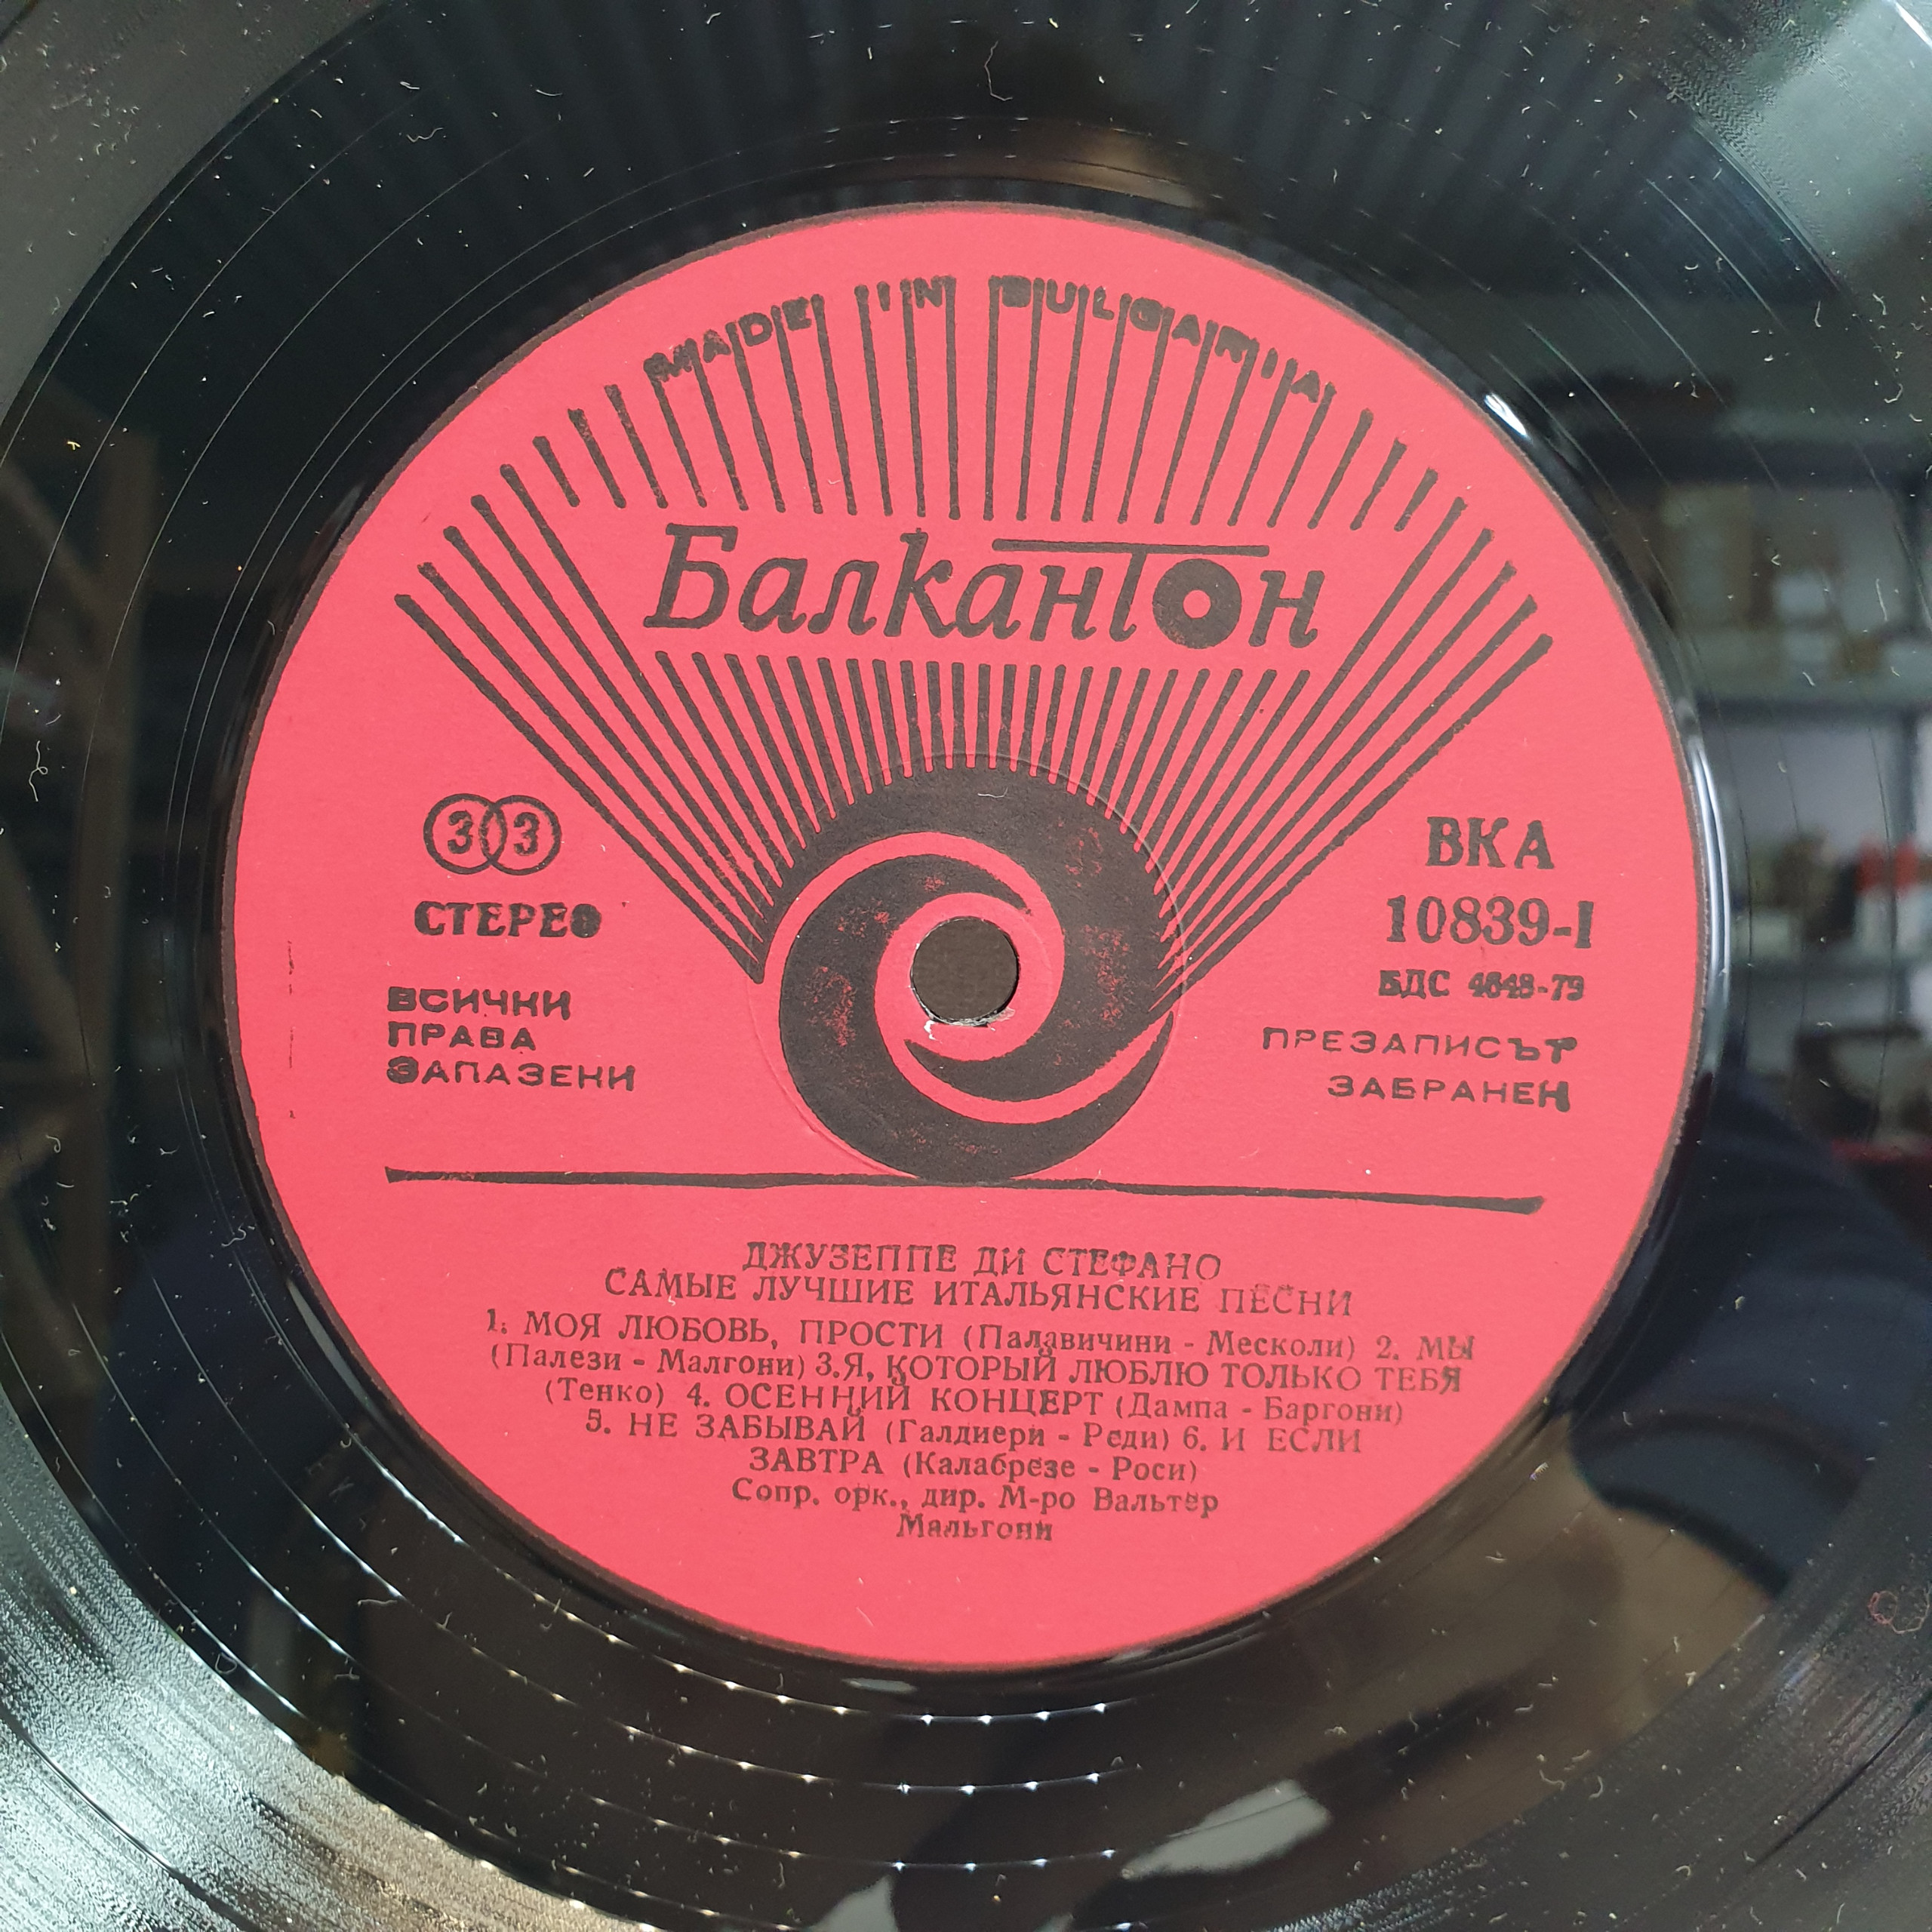 MADE IN BULGARIA
Балкантон
33
СТЕРЕО
ВСИЧКИ
ПРАВА
ЗАПАЗЕНИ
ВКА
10839-I
БДС 4648-79
ПРЕЗАПИСЪТ
ЗАБРАНЕН
ДЖУЗЕППЕ ДИ СТЕФАНО
САМЫЕ ЛУЧШИЕ ИТАЛЬЯНСКИЕ ПЕСНИ
1. МОЯ ЛЮБОВЬ, ПРОСТИ (Палавичини - Месколи) 2. МЫ
(Палези - Малгони) 3.Я, КОТОРЫЙ ЛЮБЛЮ ТОЛЬКО ТЕБЯ
(Тенко) 4. ОСЕННИЙ КОНЦЕРТ (Дампа - Баргони)
5. НЕ ЗАБЫВАЙ (Галдиери - Реди) 6. И ЕСЛИ
ЗАВТРА (Калабрезе - Роси)
Сопр. орк., дир. М-ро Вальтер
Мальгони